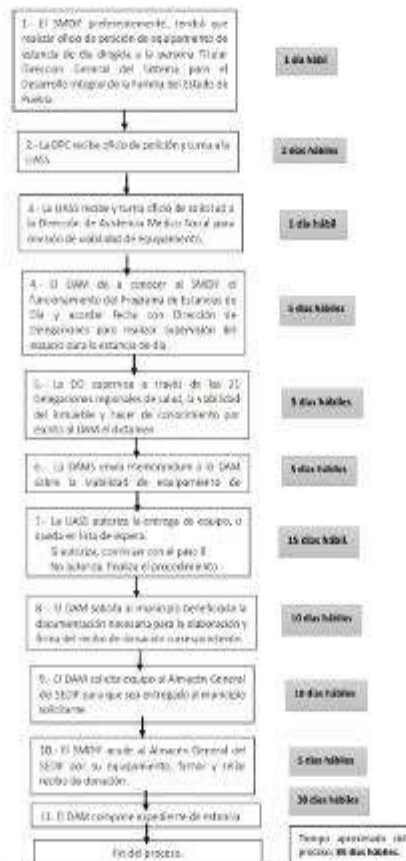 1.- El SMDIF preferentemente, tendrá que
realizar oficio de petición de equipamiento de
estancia de día dirigida a la persona Titular
Dirección General del Sistema para el
Desarrollo Integral de la Familia del Estado de
Puebla
1 día hábil
2.- La OPC recibe oficio de petición y turna a la
UASS.
2 días hábiles
3.- La UASS recibe y turna oficio de solicitud a
la Dirección de Asistencia Médico Social para
revisión de viabilidad de equipamiento.
1 día hábil
4.- El DAM da a conocer al SMDIF el
funcionamiento del Programa de Estancias de
Día y acordar fecha con Dirección de
Delegaciones para realizar supervisión del
espacio para la estancia de día
5 días hábiles
5.- La DD supervisa a través de las 21
Delegaciones regionales de salud, la viabilidad
del inmueble y hacer de conocimiento por
escrito al DAM el dictamen
5 días hábiles
6.- La DAMS envía memorándum a la DAM
sobre la viabilidad de equipamiento de
5 días hábiles
7.- La UASS autoriza la entrega de equipo, o
queda en lista de espera.
Si autoriza, continuar con el paso 8
No autoriza, finaliza el procedimiento
15 días hábil
8.- El DAM solicita al municipio beneficiado la
documentación necesaria para la elaboración y
firma del recibo de donación correspondiente.
10 días hábiles
9.- El DAM solicita equipo al Almacén General
del SEDIF para que sea entregado al municipio
solicitante.
10 días hábiles
10.- El SMDIF acude al Almacén General del
SEDIF por su equipamiento, firmar y sellar
recibo de donación.
5 días hábiles
11. El DAM compone expediente de estancia
30 días hábiles
Fin del proceso.
Tiempo aproximado del
proceso: 89 días hábiles.